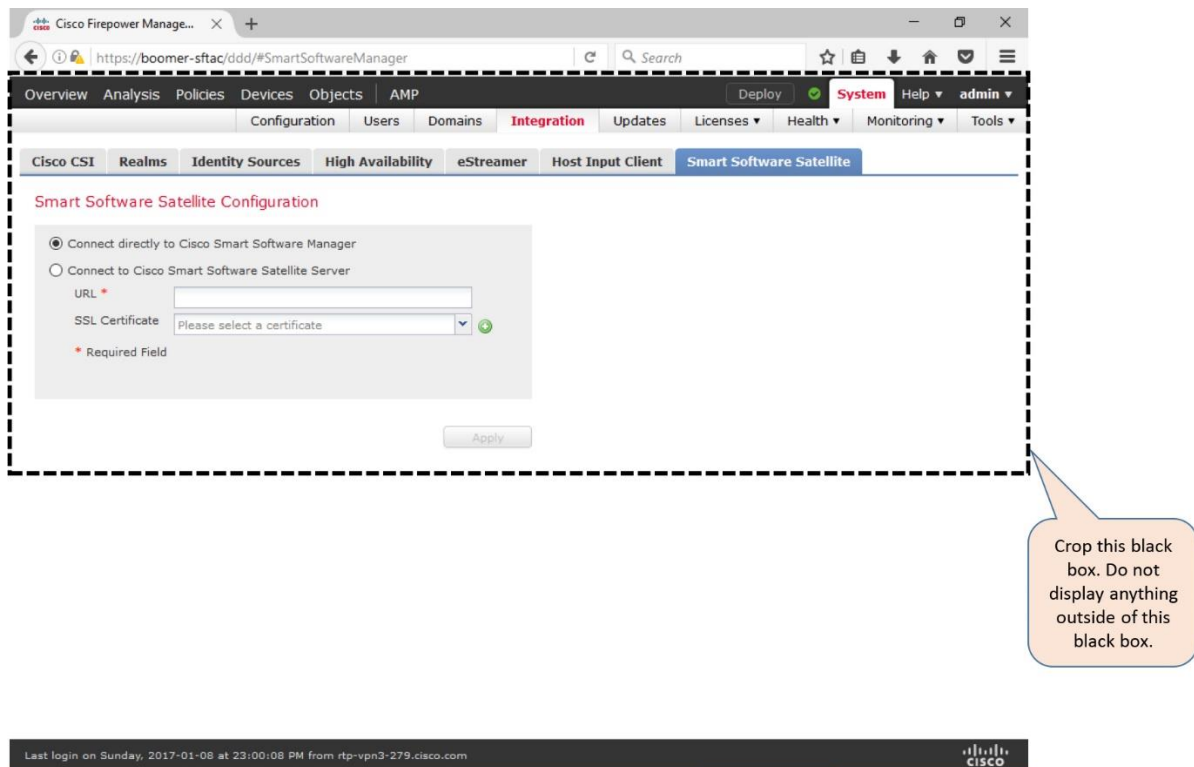 Cisco Firepower Manage...
https://boomer-sftac/ddd/#SmartSoftwareManager
Search
Overview Analysis Policies Devices Objects AMP Deploy System Help admin
Configuration Users Domains Integration Updates Licenses Health Monitoring Tools
Cisco CSI Realms Identity Sources High Availability eStreamer Host Input Client Smart Software Satellite
Smart Software Satellite Configuration
Connect directly to Cisco Smart Software Manager
Connect to Cisco Smart Software Satellite Server
URL *
SSL Certificate Please select a certificate
* Required Field
Apply
Crop this black
box. Do not
display anything
outside of this
black box.
Last login on Sunday, 2017-01-08 at 23:00:08 PM from rtp-vpn3-279.cisco.com
CISCO